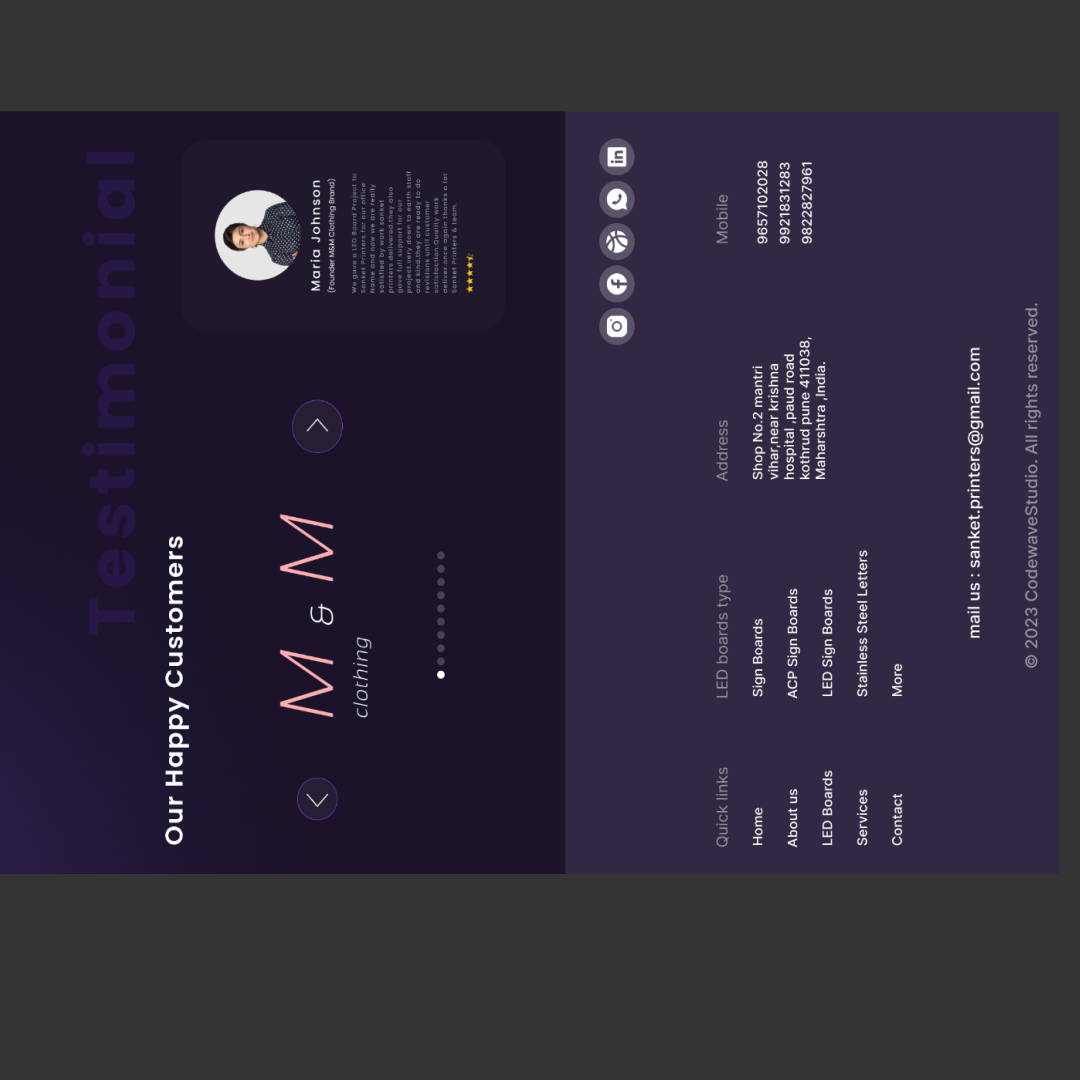 Testimonial
Our Happy Customers
M & M
clothing
Maria Johnson
(Founder M&M Clothing Brand)
We gave a LED Board Project to
Sanket Printers for our office
Name and now we are really
satisfied by work sanket
printers delivered.they also
gave full support for our
project.very down to earth staff
and kind.they are ready to do
revisions until customer
satisfaction.Quality work
deliver.once again thanks a lot
Sanket Printers & team.
Quick links
Home
About us
LED Boards
Services
Contact
LED boards type
Sign Boards
ACP Sign Boards
LED Sign Boards
Stainless Steel Letters
More
Address
Shop No.2 mantri
vihar,near krishna
hospital ,paud road
kothrud pune 411038,
Maharshtra ,India.
Mobile
9657102028
9921831283
9822827961
mail us : sanket.printers@gmail.com
© 2023 CodewaveStudio. All rights reserved.